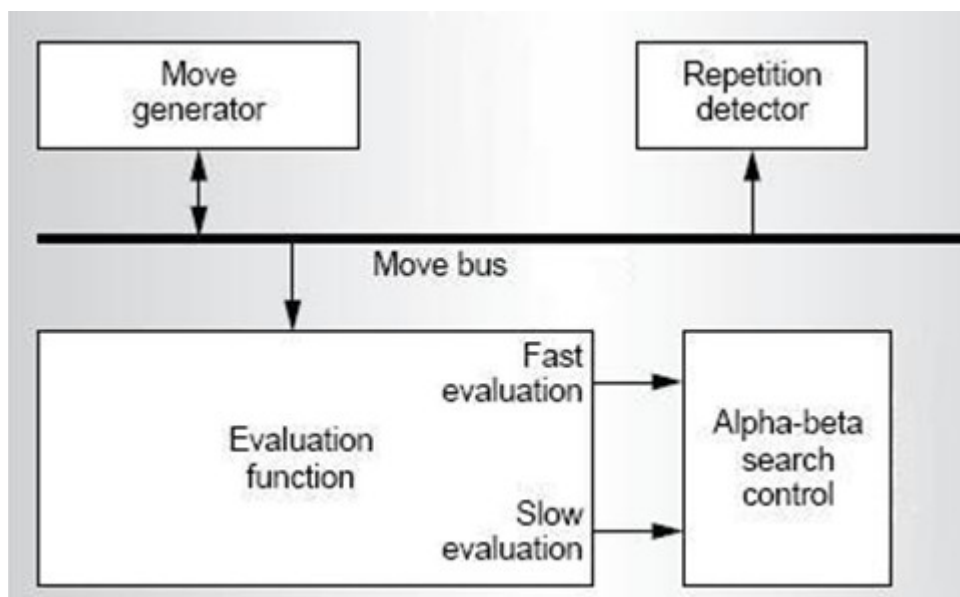 Move
generator
Repetition
detector
Move bus
Fast
evaluation
Evaluation
function
Slow
evaluation
Alpha-beta
search
control